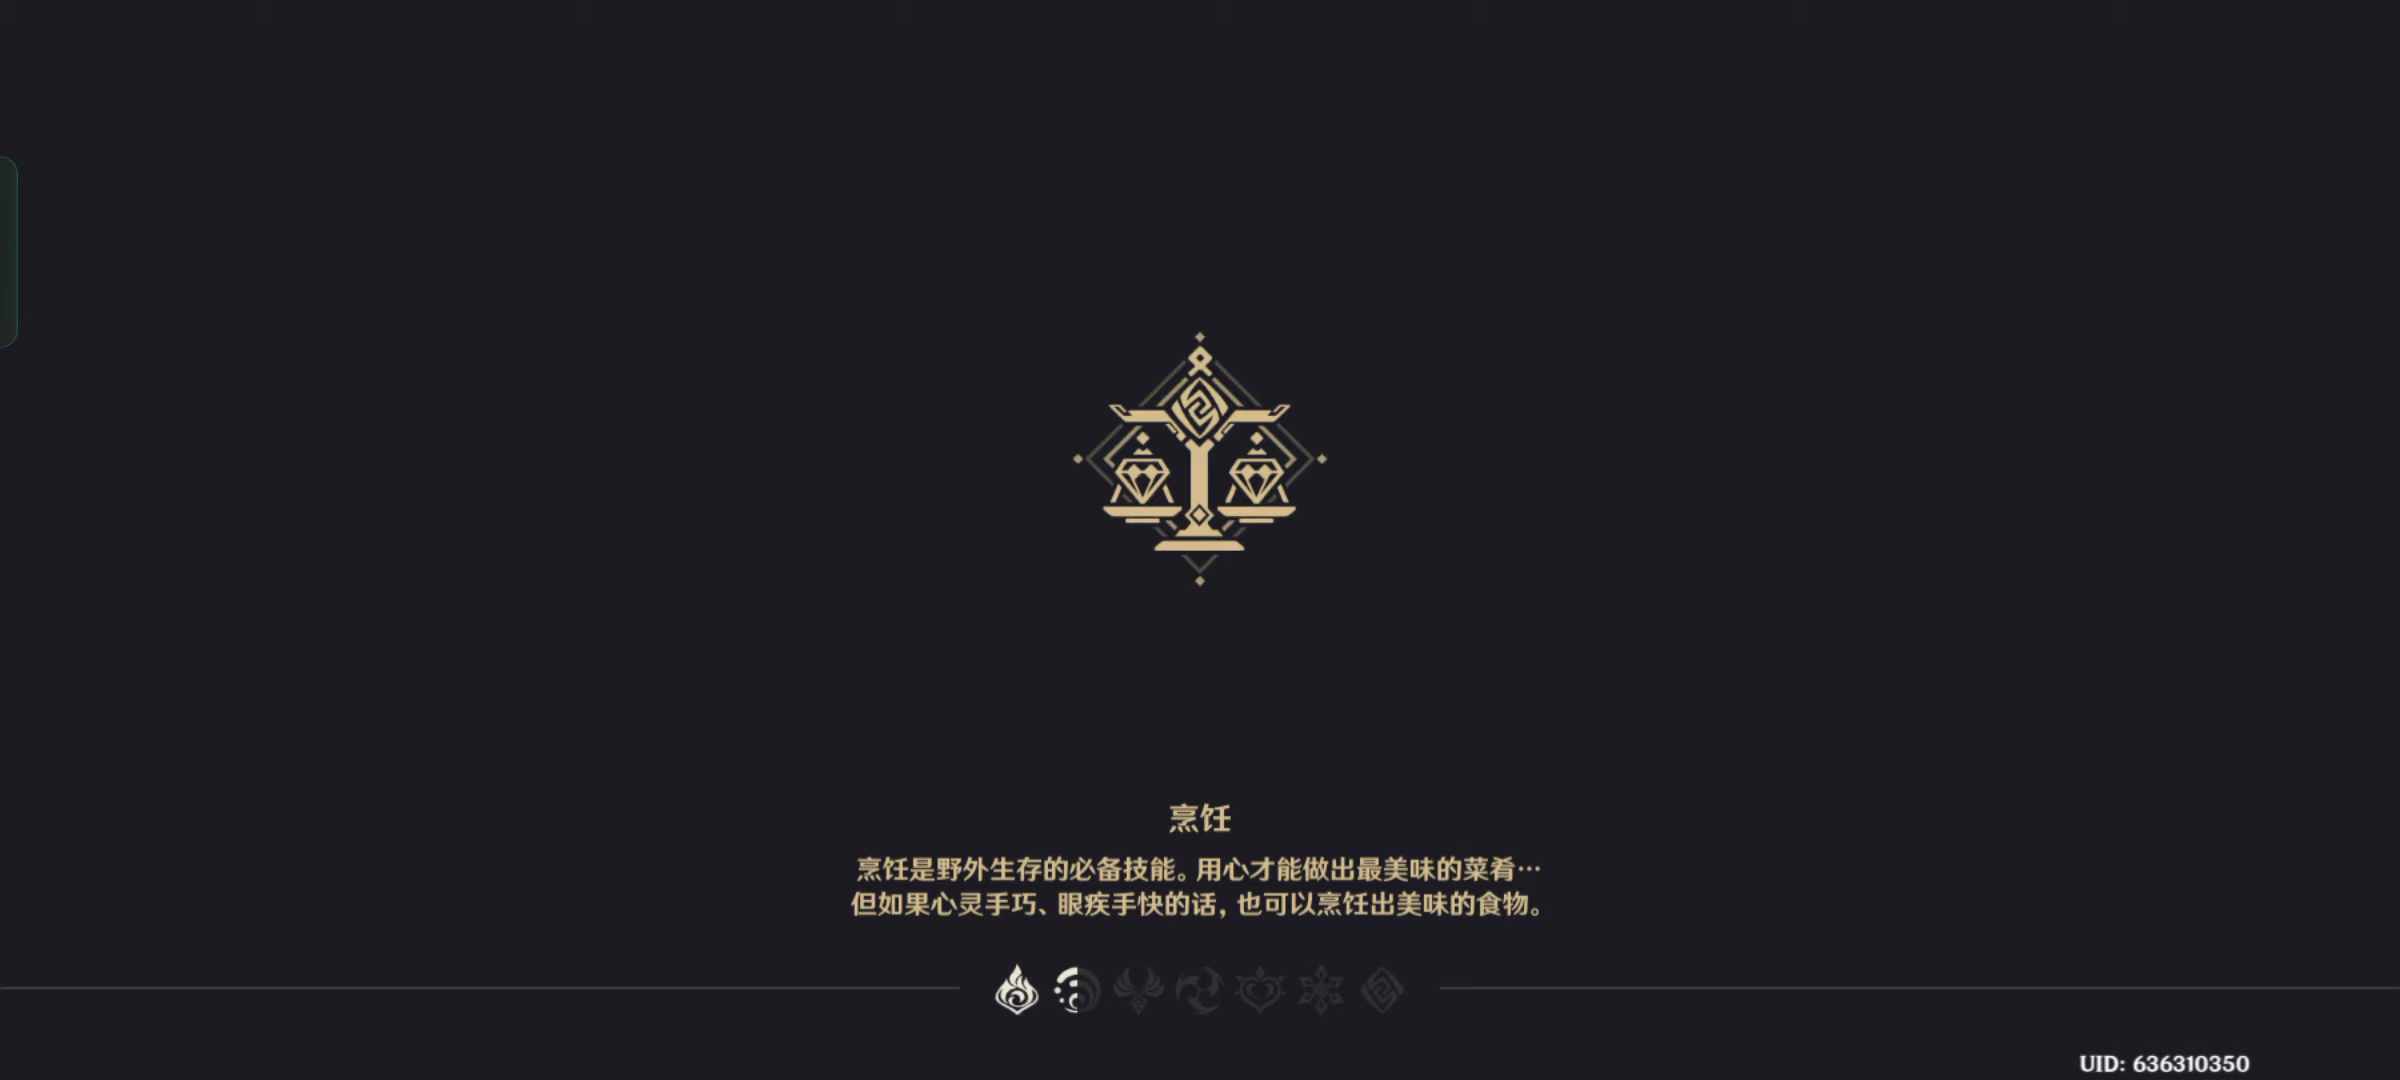 烹饪
烹饪是野外生存的必备技能。用心才能做出最美味的菜肴…
但如果心灵手巧、眼疾手快的话，也可以烹饪出美味的食物。
UID: 636310350